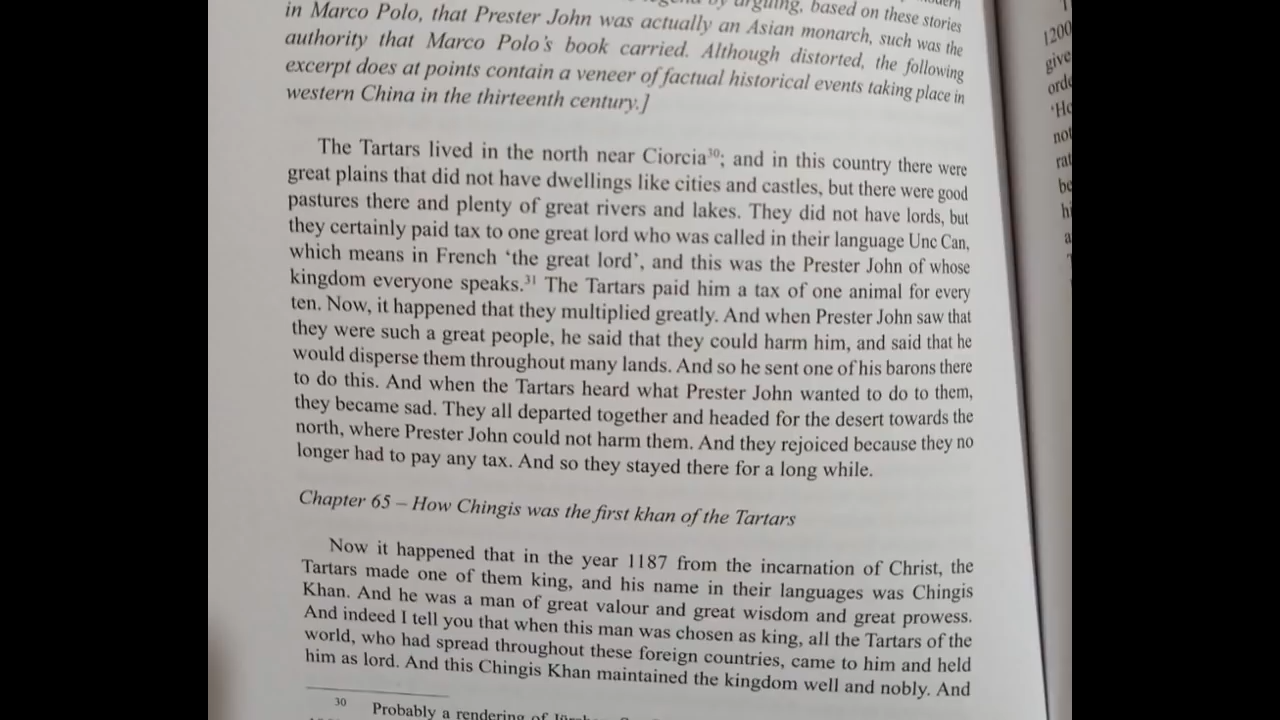 by arguing, based on these stories
in Marco Polo, that Prester John was actually an Asian monarch, such was the
authority that Marco Polo's book carried. Although distorted, the following
excerpt does at points contain a veneer of factual historical events taking place in
western China in the thirteenth century.]
The Tartars lived in the north near Ciorcia³⁰; and in this country there were
great plains that did not have dwellings like cities and castles, but there were good
pastures there and plenty of great rivers and lakes. They did not have lords, but
they certainly paid tax to one great lord who was called in their language Unc Can,
which means in French 'the great lord', and this was the Prester John of whose
kingdom everyone speaks.³¹ The Tartars paid him a tax of one animal for every
ten. Now, it happened that they multiplied greatly. And when Prester John saw that
they were such a great people, he said that they could harm him, and said that he
would disperse them throughout many lands. And so he sent one of his barons there
to do this. And when the Tartars heard what Prester John wanted to do to them,
they became sad. They all departed together and headed for the desert towards the
north, where Prester John could not harm them. And they rejoiced because they no
longer had to pay any tax. And so they stayed there for a long while.
Chapter 65 – How Chingis was the first khan of the Tartars
Now it happened that in the year 1187 from the incarnation of Christ, the
Tartars made one of them king, and his name in their languages was Chingis
Khan. And he was a man of great valour and great wisdom and great prowess.
And indeed I tell you that when this man was chosen as king, all the Tartars of the
world, who had spread throughout these foreign countries, came to him and held
him as lord. And this Chingis Khan maintained the kingdom well and nobly. And
30 Probably a rendering of
1200
give